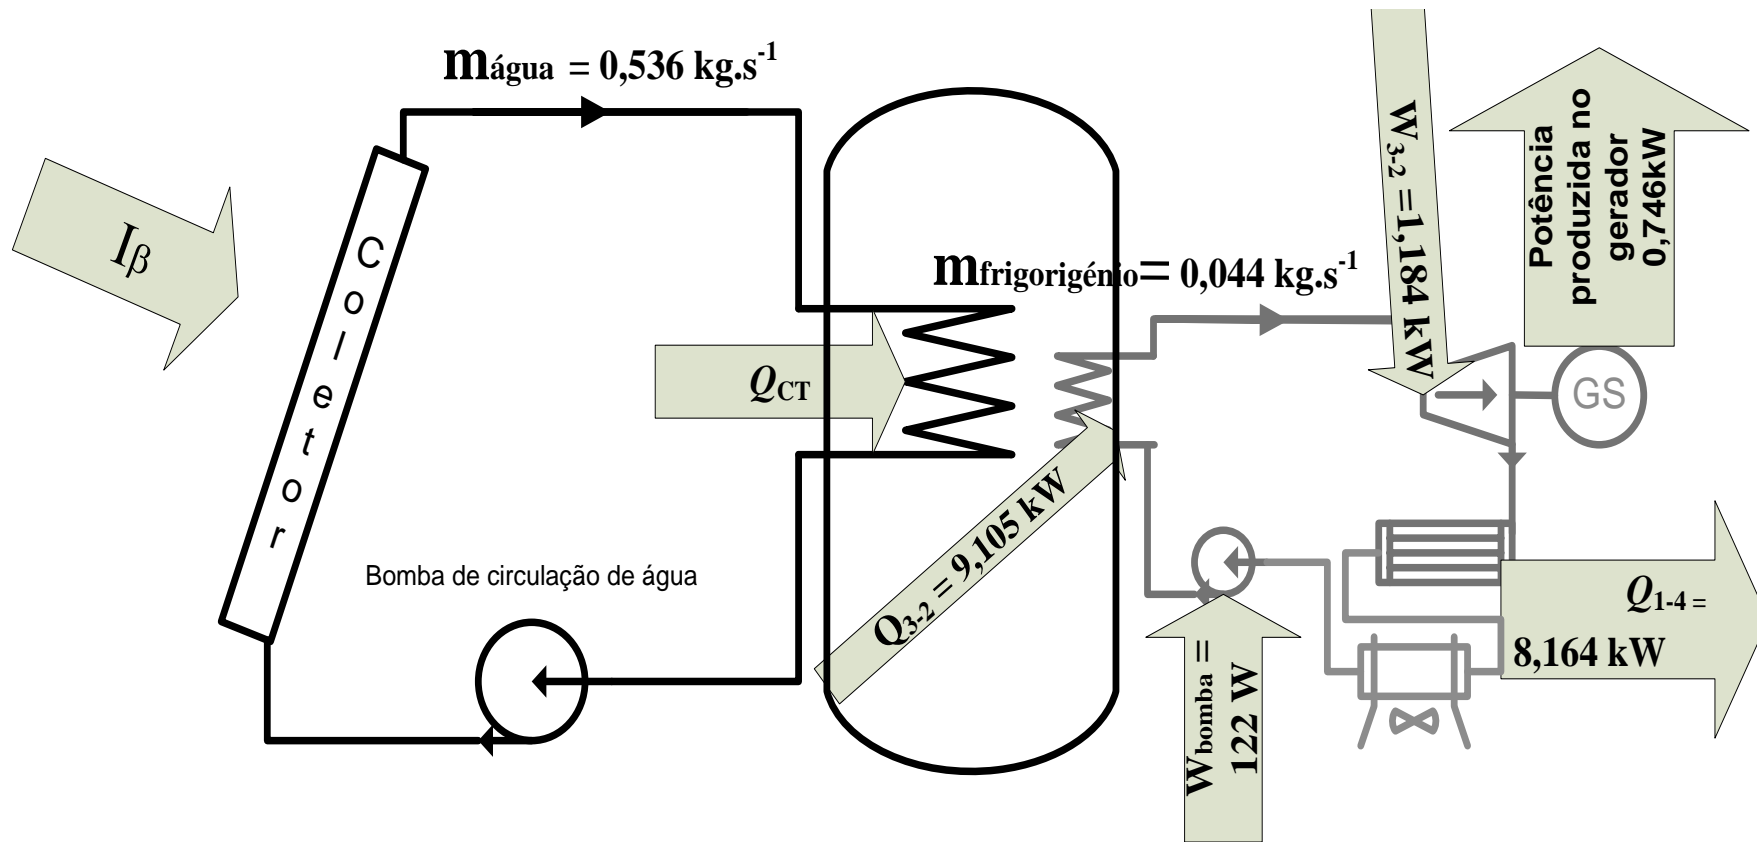 mágua = 0,536 kg.s-1
Iβ
Coletor
QCT
mfrigorigénio= 0,044 kg.s-1
W3-2 =1,184 kW
Potência
produzida no
gerador
0,746kW
GS
Bomba de circulação de água
Q3-2 = 9,105 kW
Wbomba =
122 W
Q1-4 =
8,164 kW